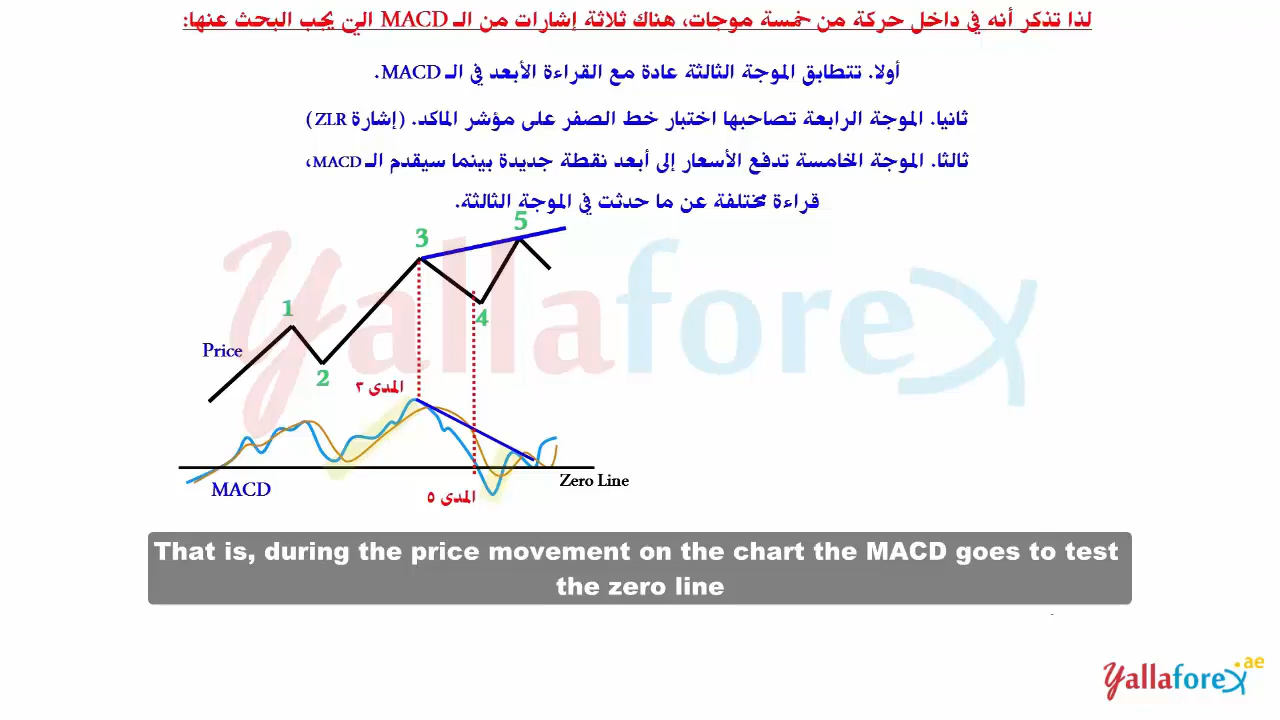 لذا تذكر أنه في داخل حركة من خمسة موجات، هناك ثلاثة إشارات من الـ MACD التي يجب البحث عنها:
أولا. تتطابق الموجة الثالثة عادة مع القراءة الأبعد في الـ MACD.
ثانيا. الموجة الرابعة تصاحبها اختبار خط الصفر على مؤشر الماكد. (إشارة ZLR)
ثالثا. الموجة الخامسة تدفع الأسعار إلى أبعد نقطة جديدة بينما سيقدم الـ MACD،
قراءة مختلفة عن ما حدثت في الموجة الثالثة.
5
3
1
4
Price
2
المدى ٣
yallaforex
Zero Line
MACD
المدى ٥
That is, during the price movement on the chart the MACD goes to test
the zero line
yallaforex.ae